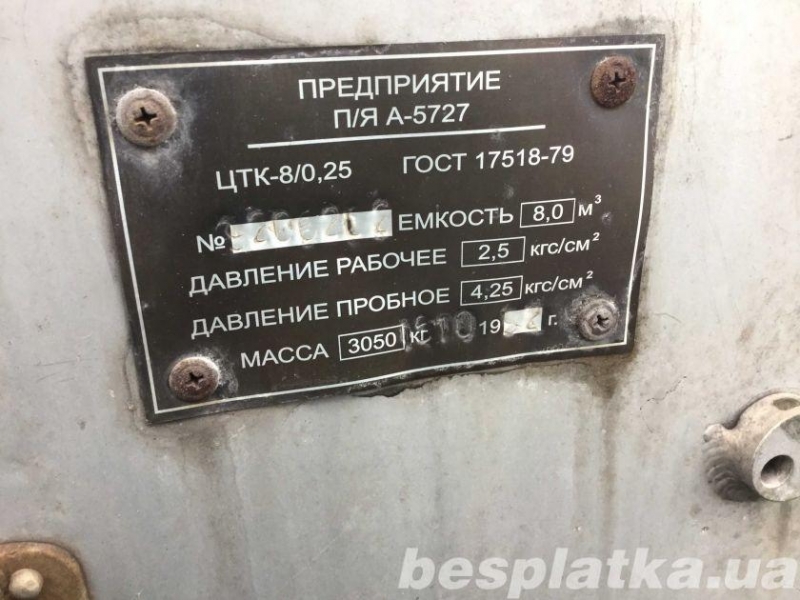 ПРЕДПРИЯТИЕ
П/Я А-5727
ЦТК-8/0,25 ГОСТ 17518-79
№ ЕМКОСТЬ 8,0 м³
ДАВЛЕНИЕ РАБОЧЕЕ 2,5 кгс/см²
ДАВЛЕНИЕ ПРОБНОЕ 4,25 кгс/см²
МАССА 3050 кг 19 г.
besplatka.ua